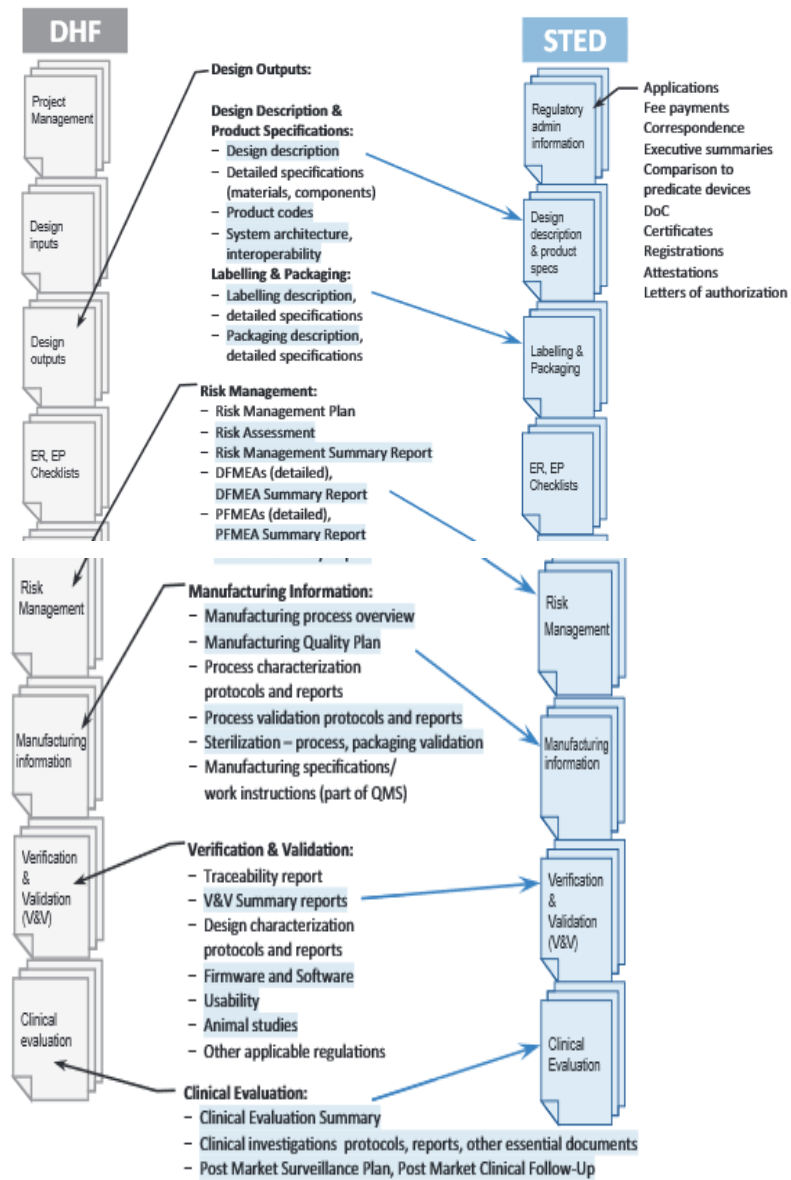 DHF
Project
Management
Design
inputs
Design
outputs
ER, EP
Checklists
Design Outputs:
Design Description &
Product Specifications:
– Design description
– Detailed specifications
(materials, components)
– Product codes
– System architecture,
interoperability
Labelling & Packaging:
– Labelling description,
– detailed specifications
– Packaging description,
detailed specifications
Risk Management:
– Risk Management Plan
– Risk Assessment
– Risk Management Summary Report
– DFMEAs (detailed),
DFMEA Summary Report
– PFMEAs (detailed),
PFMEA Summary Report
STED
Regulatory
admin
information
Design
description
& product
specs
Labelling &
Packaging
ER, EP
Checklists
Applications
Fee payments
Correspondence
Executive summaries
Comparison to
predicate devices
DoC
Certificates
Registrations
Attestations
Letters of authorization
Risk
Management
Manufacturing
information
Verification
&
Validation
(V&V)
Clinical
evaluation
Manufacturing Information:
– Manufacturing process overview
– Manufacturing Quality Plan
– Process characterization
protocols and reports
– Process validation protocols and reports
– Sterilization – process, packaging validation
– Manufacturing specifications/
work instructions (part of QMS)
Verification & Validation:
– Traceability report
– V&V Summary reports
– Design characterization
protocols and reports
– Firmware and Software
– Usability
– Animal studies
– Other applicable regulations
Clinical Evaluation:
– Clinical Evaluation Summary
– Clinical investigations protocols, reports, other essential documents
– Post Market Surveillance Plan, Post Market Clinical Follow-Up
Risk
Management
Manufacturing
information
Verification
&
Validation
(V&V)
Clinical
Evaluation